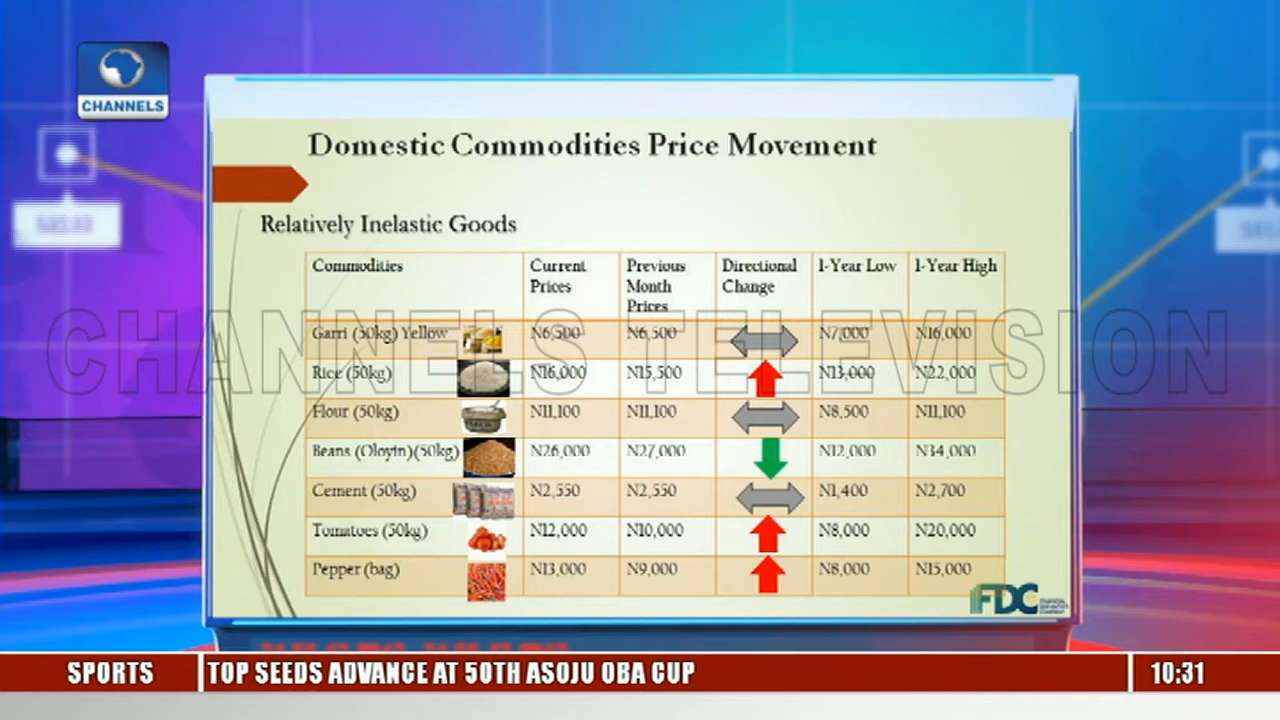 CHANNELS
Domestic Commodities Price Movement
Relatively Inelastic Goods
Commodities Current Prices Previous Month Prices Directional Change 1-Year Low 1-Year High
Garri (50kg) Yellow N6,500 N6,500 N7,000 N16,000
Rice (50kg) N16,000 N15,500 N13,000 N22,000
Flour (50kg) N11,100 N11,100 N8,500 N11,100
Beans (Oloyin)(50kg) N26,000 N27,000 N12,000 N34,000
Cement (50kg) N2,550 N2,550 N1,400 N2,700
Tomatoes (50kg) N12,000 N10,000 N8,000 N20,000
Pepper (bag) N13,000 N9,000 N8,000 N15,000
CHANNELS TELEVISION
FDC
SPORTS TOP SEEDS ADVANCE AT 50TH ASOJU OBA CUP 10:31